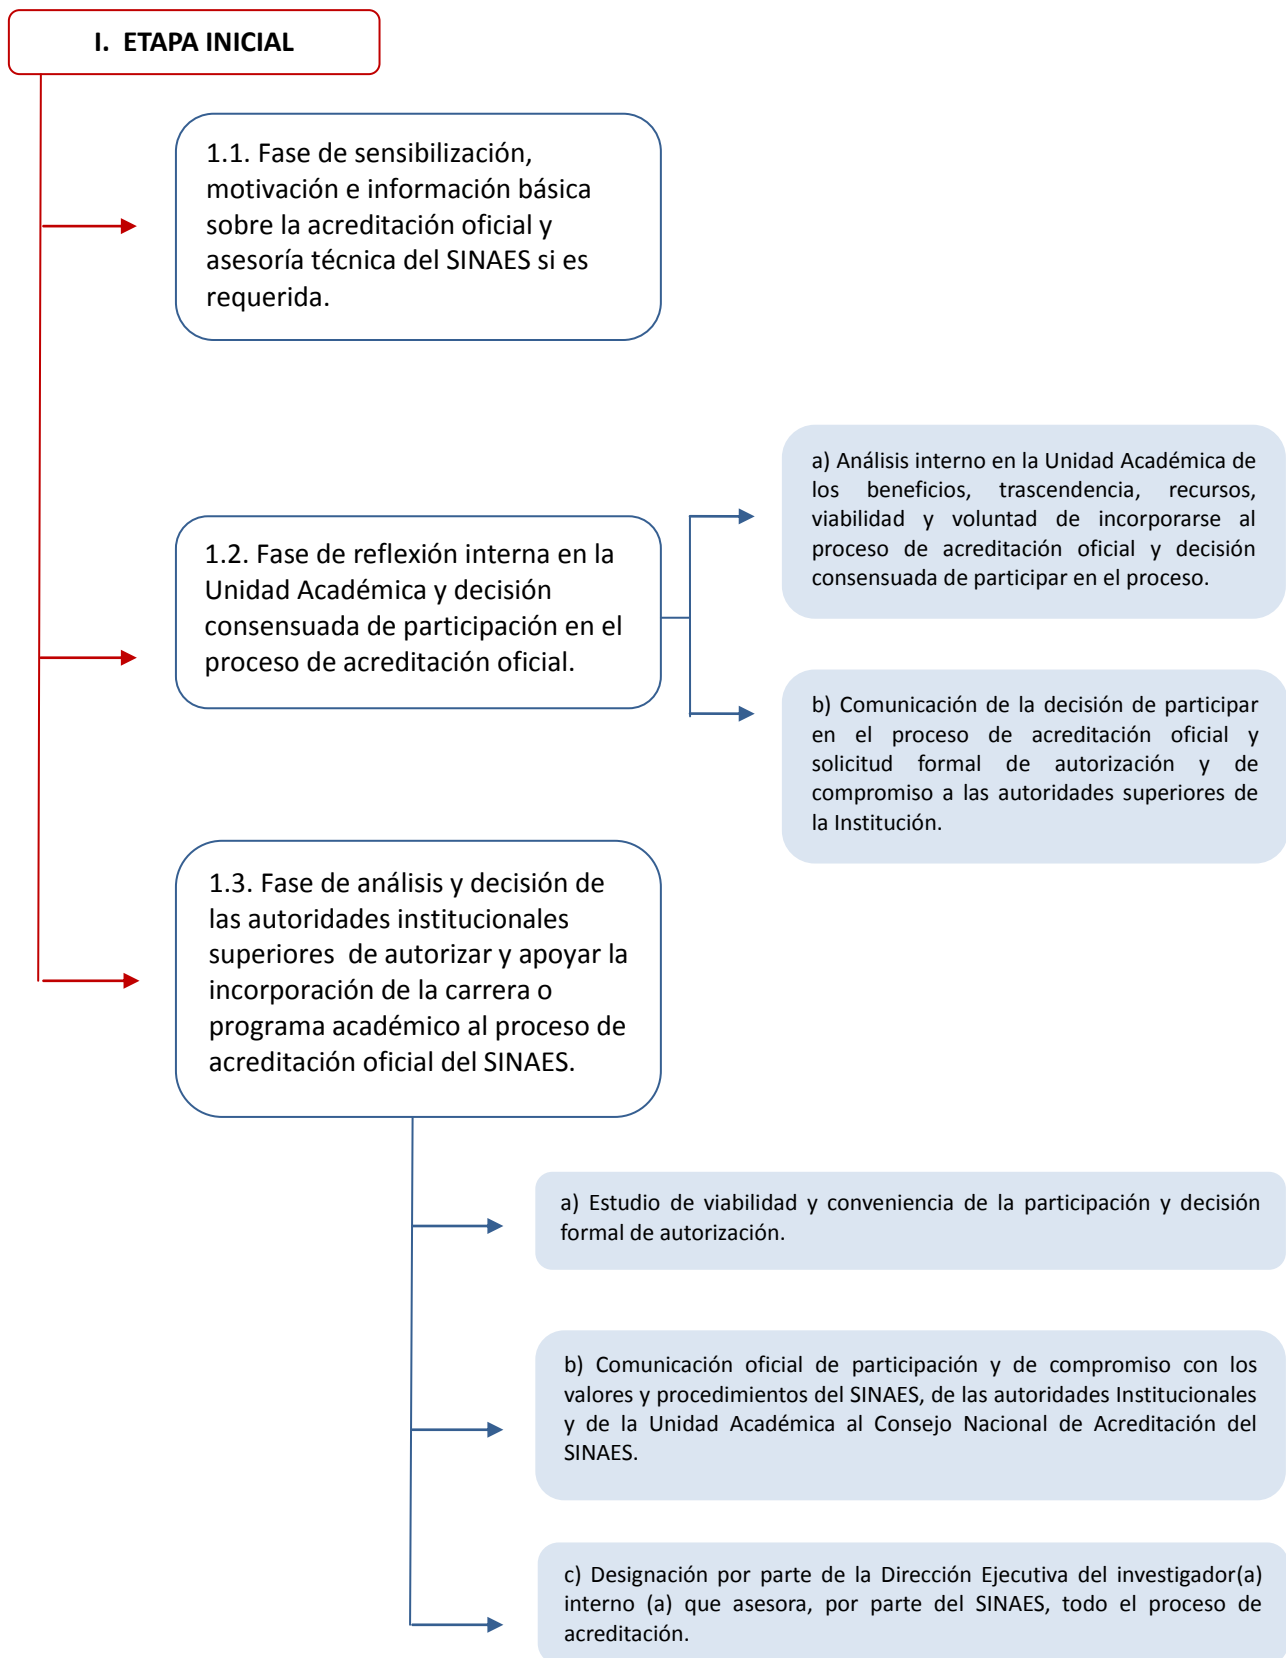 I. ETAPA INICIAL
1.1. Fase de sensibilización,
motivación e información básica
sobre la acreditación oficial y
asesoría técnica del SINAES si es
requerida.
1.2. Fase de reflexión interna en la
Unidad Académica y decisión
consensuada de participación en el
proceso de acreditación oficial.
a) Análisis interno en la Unidad Académica de
los beneficios, trascendencia, recursos,
viabilidad y voluntad de incorporarse al
proceso de acreditación oficial y decisión
consensuada de participar en el proceso.
b) Comunicación de la decisión de participar
en el proceso de acreditación oficial y
solicitud formal de autorización y de
compromiso a las autoridades superiores de
la Institución.
1.3. Fase de análisis y decisión de
las autoridades institucionales
superiores de autorizar y apoyar la
incorporación de la carrera o
programa académico al proceso de
acreditación oficial del SINAES.
a) Estudio de viabilidad y conveniencia de la participación y decisión
formal de autorización.
b) Comunicación oficial de participación y de compromiso con los
valores y procedimientos del SINAES, de las autoridades Institucionales
y de la Unidad Académica al Consejo Nacional de Acreditación del
SINAES.
c) Designación por parte de la Dirección Ejecutiva del investigador(a)
interno (a) que asesora, por parte del SINAES, todo el proceso de
acreditación.